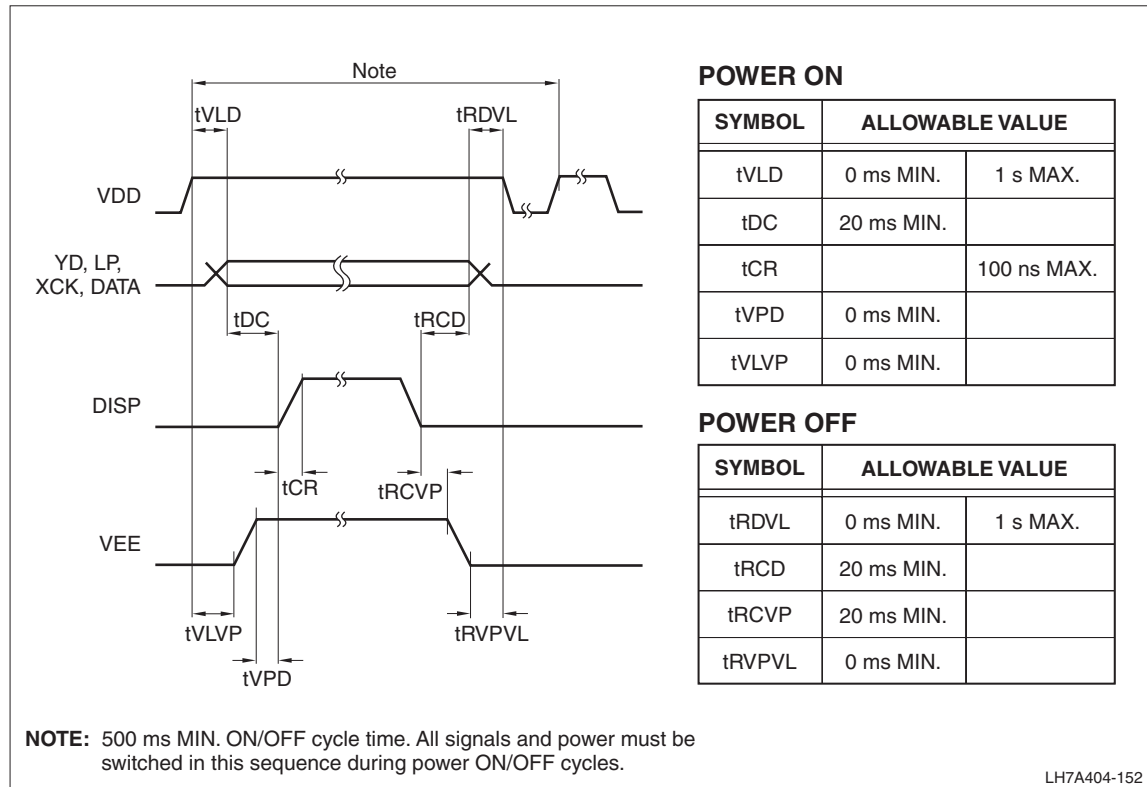 Note
tVLD
tRDVL
VDD
YD, LP,
XCK, DATA
tDC
tRCD
DISP
tCR
tRCVP
VEE
tVLVP
tRVPVL
tVPD
POWER ON
SYMBOL ALLOWABLE VALUE
tVLD 0 ms MIN. 1 s MAX.
tDC 20 ms MIN.
tCR 100 ns MAX.
tVPD 0 ms MIN.
tVLVP 0 ms MIN.
POWER OFF
SYMBOL ALLOWABLE VALUE
tRDVL 0 ms MIN. 1 s MAX.
tRCD 20 ms MIN.
tRCVP 20 ms MIN.
tRVPVL 0 ms MIN.
NOTE: 500 ms MIN. ON/OFF cycle time. All signals and power must be
switched in this sequence during power ON/OFF cycles.
LH7A404-152